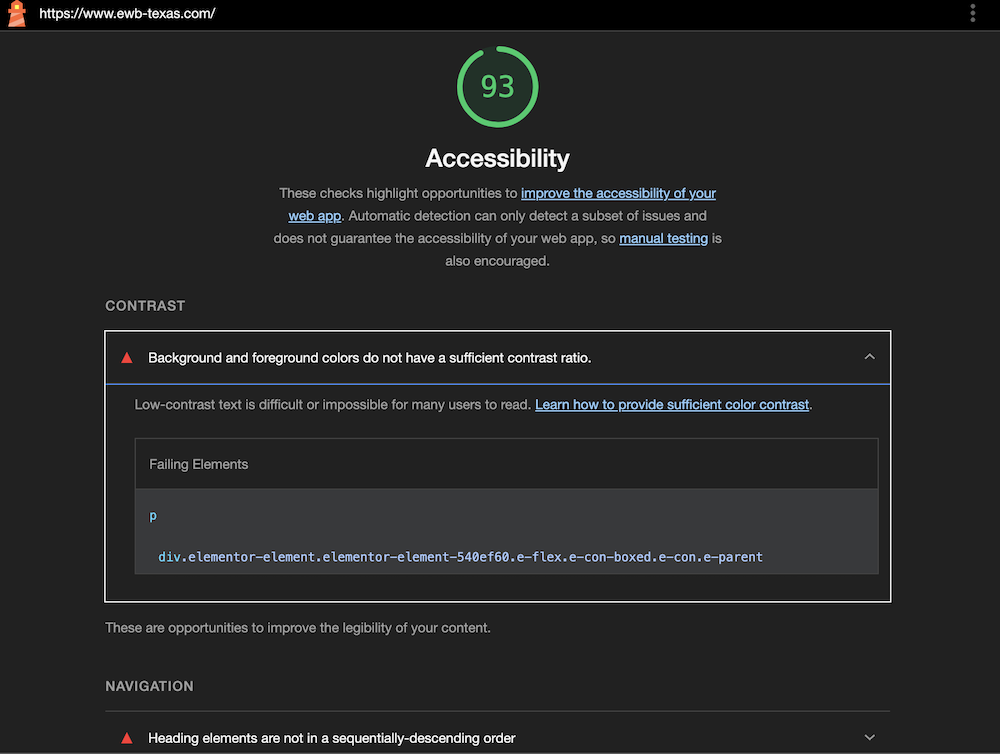 https://www.ewb-texas.com/
93
Accessibility
These checks highlight opportunities to improve the accessibility of your
web app. Automatic detection can only detect a subset of issues and
does not guarantee the accessibility of your web app, so manual testing is
also encouraged.
CONTRAST
Background and foreground colors do not have a sufficient contrast ratio.
Low-contrast text is difficult or impossible for many users to read. Learn how to provide sufficient color contrast.
Failing Elements
p
div.elementor-element.elementor-element-540ef60.e-flex.e-con-boxed.e-con.e-parent
These are opportunities to improve the legibility of your content.
NAVIGATION
Heading elements are not in a sequentially-descending order